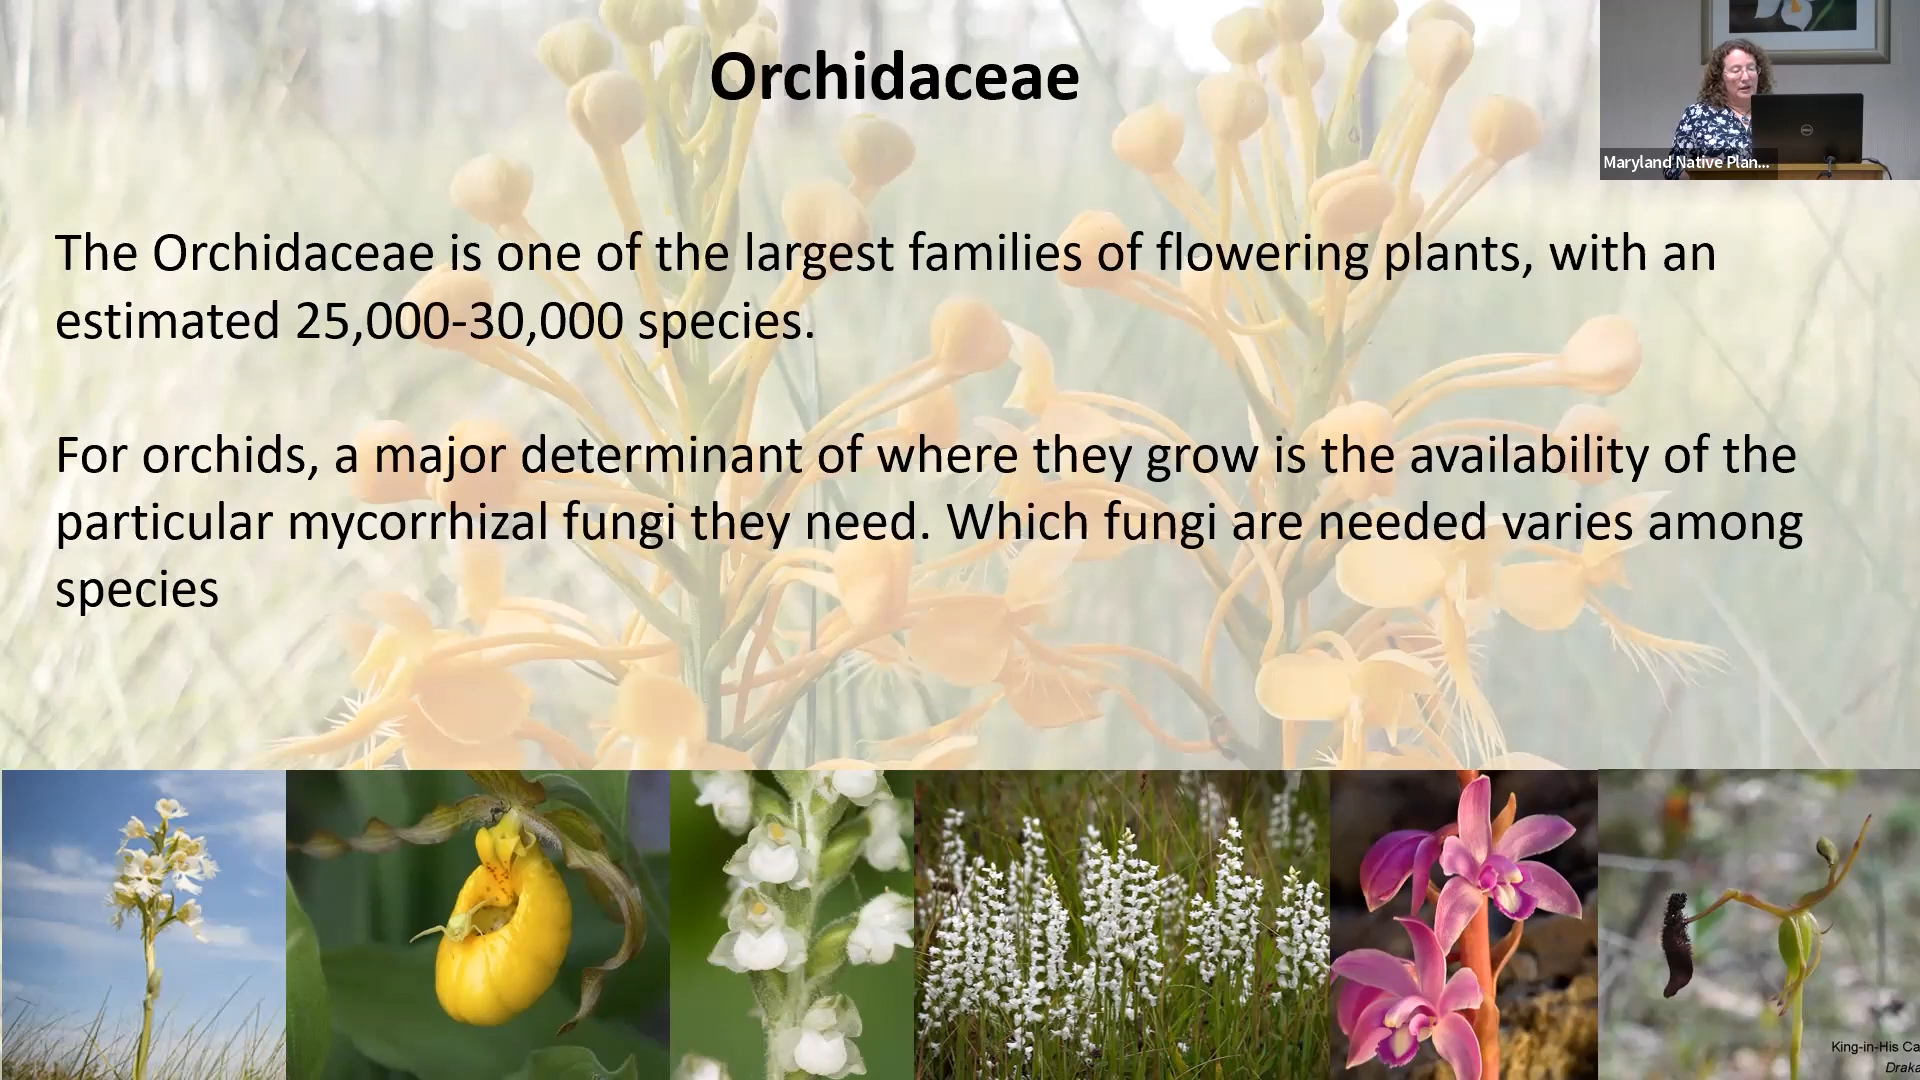 Orchidaceae
Maryland Native Plan...
The Orchidaceae is one of the largest families of flowering plants, with an
estimated 25,000-30,000 species.
For orchids, a major determinant of where they grow is the availability of the
particular mycorrhizal fungi they need. Which fungi are needed varies among
species
King-in-His Ca
Draka